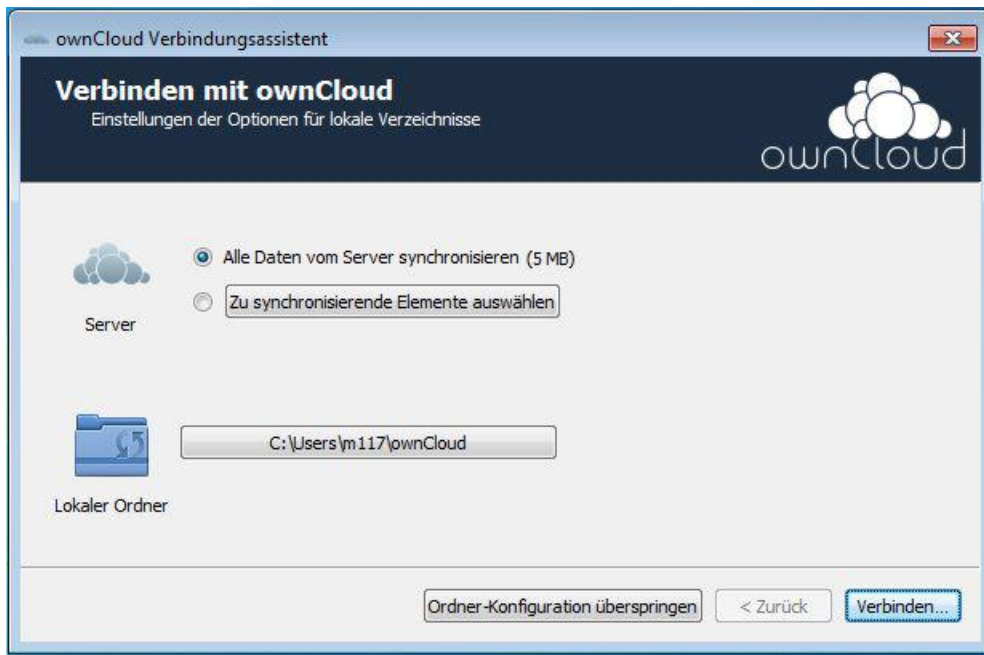 ownCloud Verbindungsassistent
Verbinden mit ownCloud
Einstellungen der Optionen für lokale Verzeichnisse
ownCloud
Alle Daten vom Server synchronisieren (5 MB)
Zu synchronisierende Elemente auswählen
Server
C:\Users\m117\ownCloud
Lokaler Ordner
Ordner-Konfiguration überspringen
< Zurück
Verbinden...